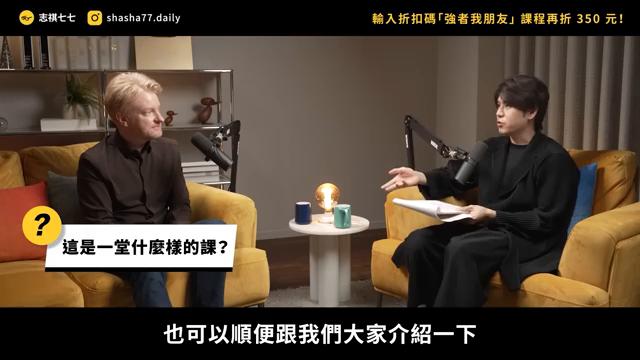 志祺七七 shasha77.daily 輸入折扣碼「強者我朋友」課程再折 350 元！
?
這是一堂什麼樣的課？
也可以順便跟我們大家介紹一下